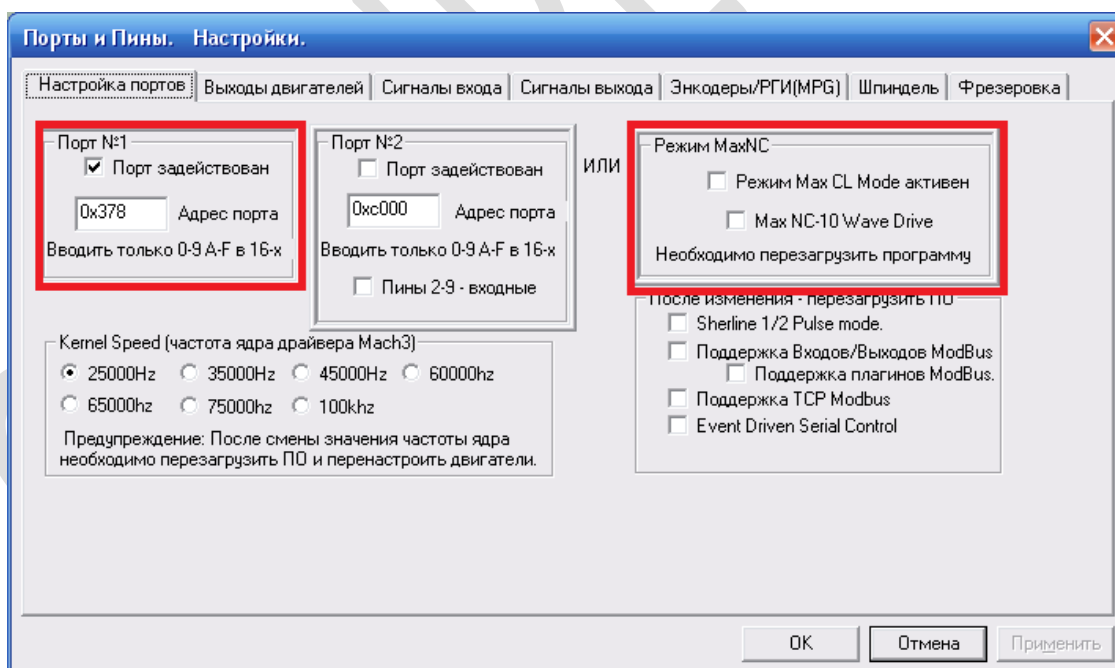 Порты и Пины. Настройки.
Настройка портов
Выходы двигателей
Сигналы входа
Сигналы выхода
Энкодеры/РГИ(MPG)
Шпиндель
Фрезеровка
Порт №1
Порт задействован
0x378 Адрес порта
Вводить только 0-9 A-F в 16-х
Порт №2
Порт задействован
0xc000 Адрес порта
Вводить только 0-9 A-F в 16-х
Пины 2-9 - входные
ИЛИ
Режим MaxNC
Режим Max CL Mode активен
Max NC-10 Wave Drive
Необходимо перезагрузить программу
Kernel Speed (частота ядра драйвера Mach3)
25000Hz 35000Hz 45000Hz 60000hz
65000hz 75000hz 100khz
Предупреждение: После смены значения частоты ядра
необходимо перезагрузить ПО и перенастроить двигатели.
После изменения - перезагрузить ПО
Sherline 1/2 Pulse mode.
Поддержка Входов/Выходов ModBus
Поддержка плагинов ModBus.
Поддержка TCP Modbus
Event Driven Serial Control
OK
Отмена
Применить